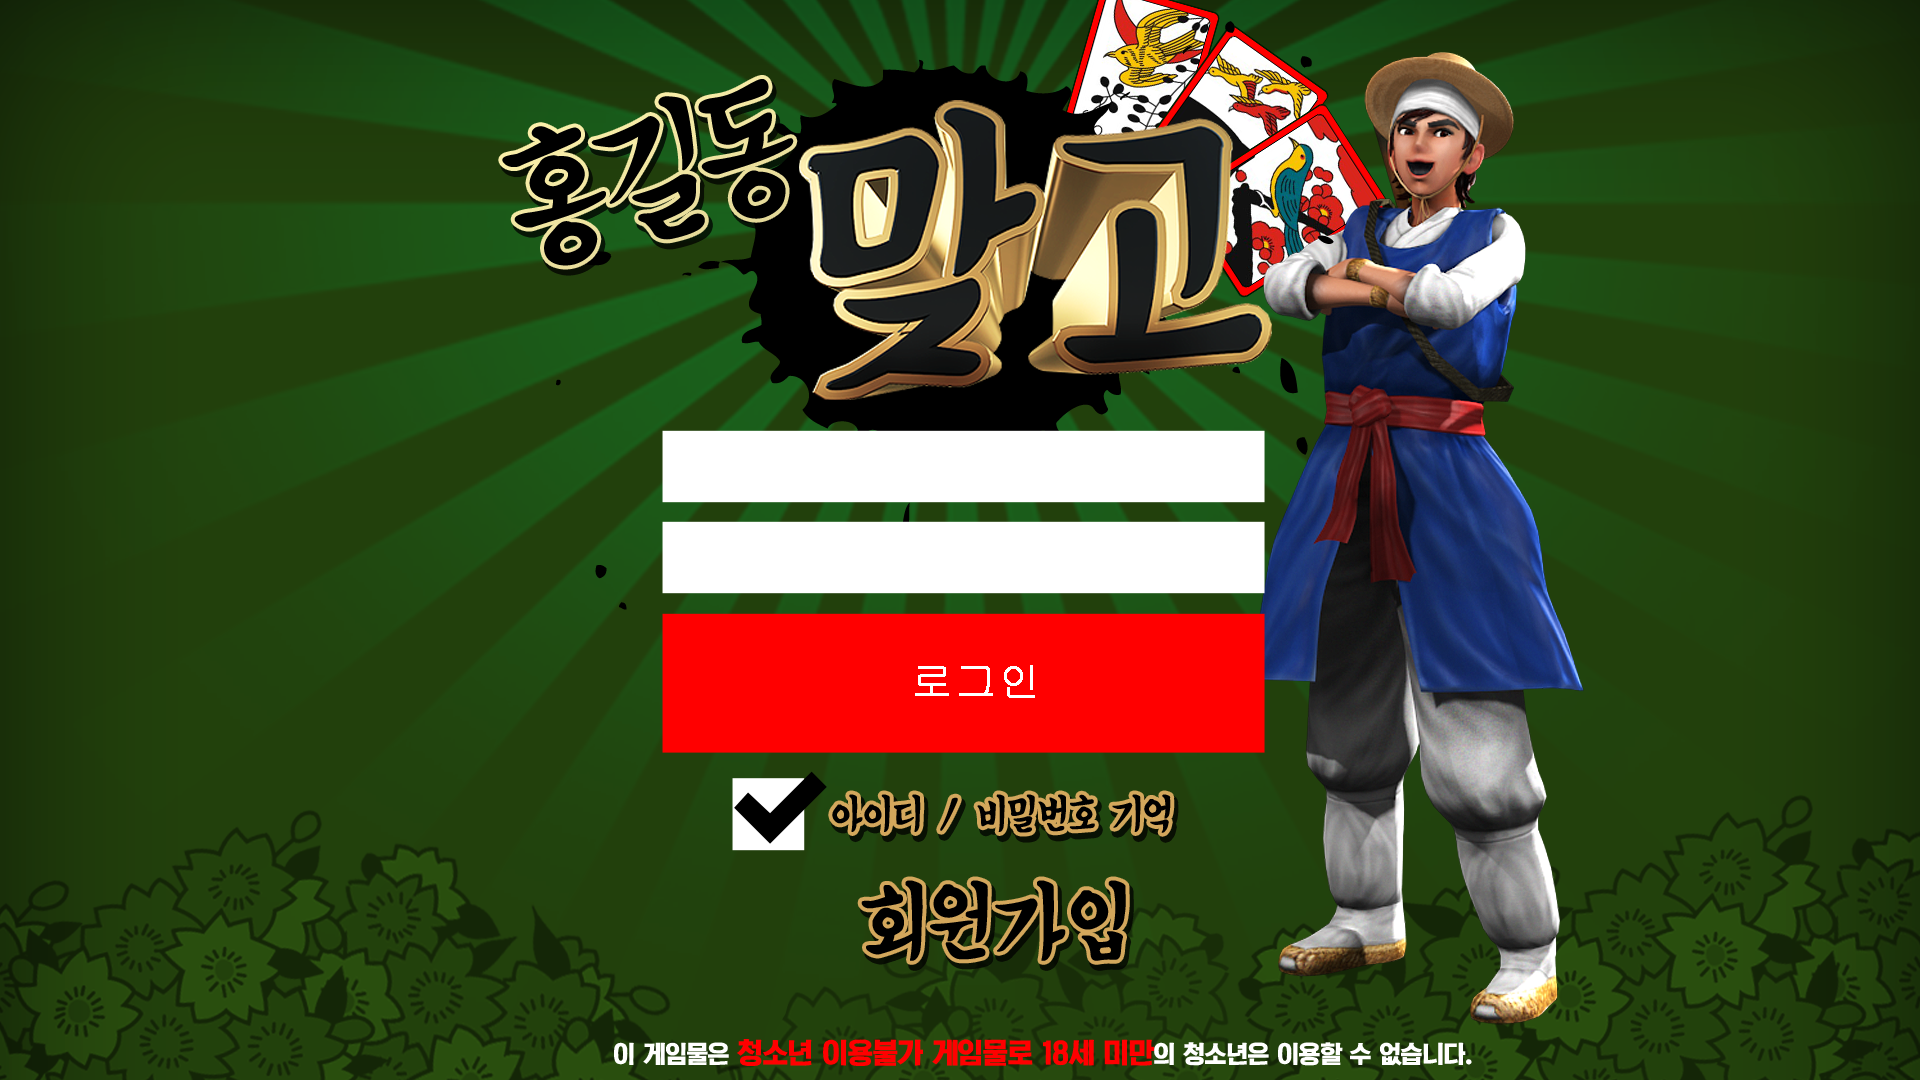 홍길동
맞고
로그인
아이디 / 비밀번호 기억
회원가입
이 게임물은 청소년 이용불가 게임물로 18세 미만의 청소년은 이용할 수 없습니다.